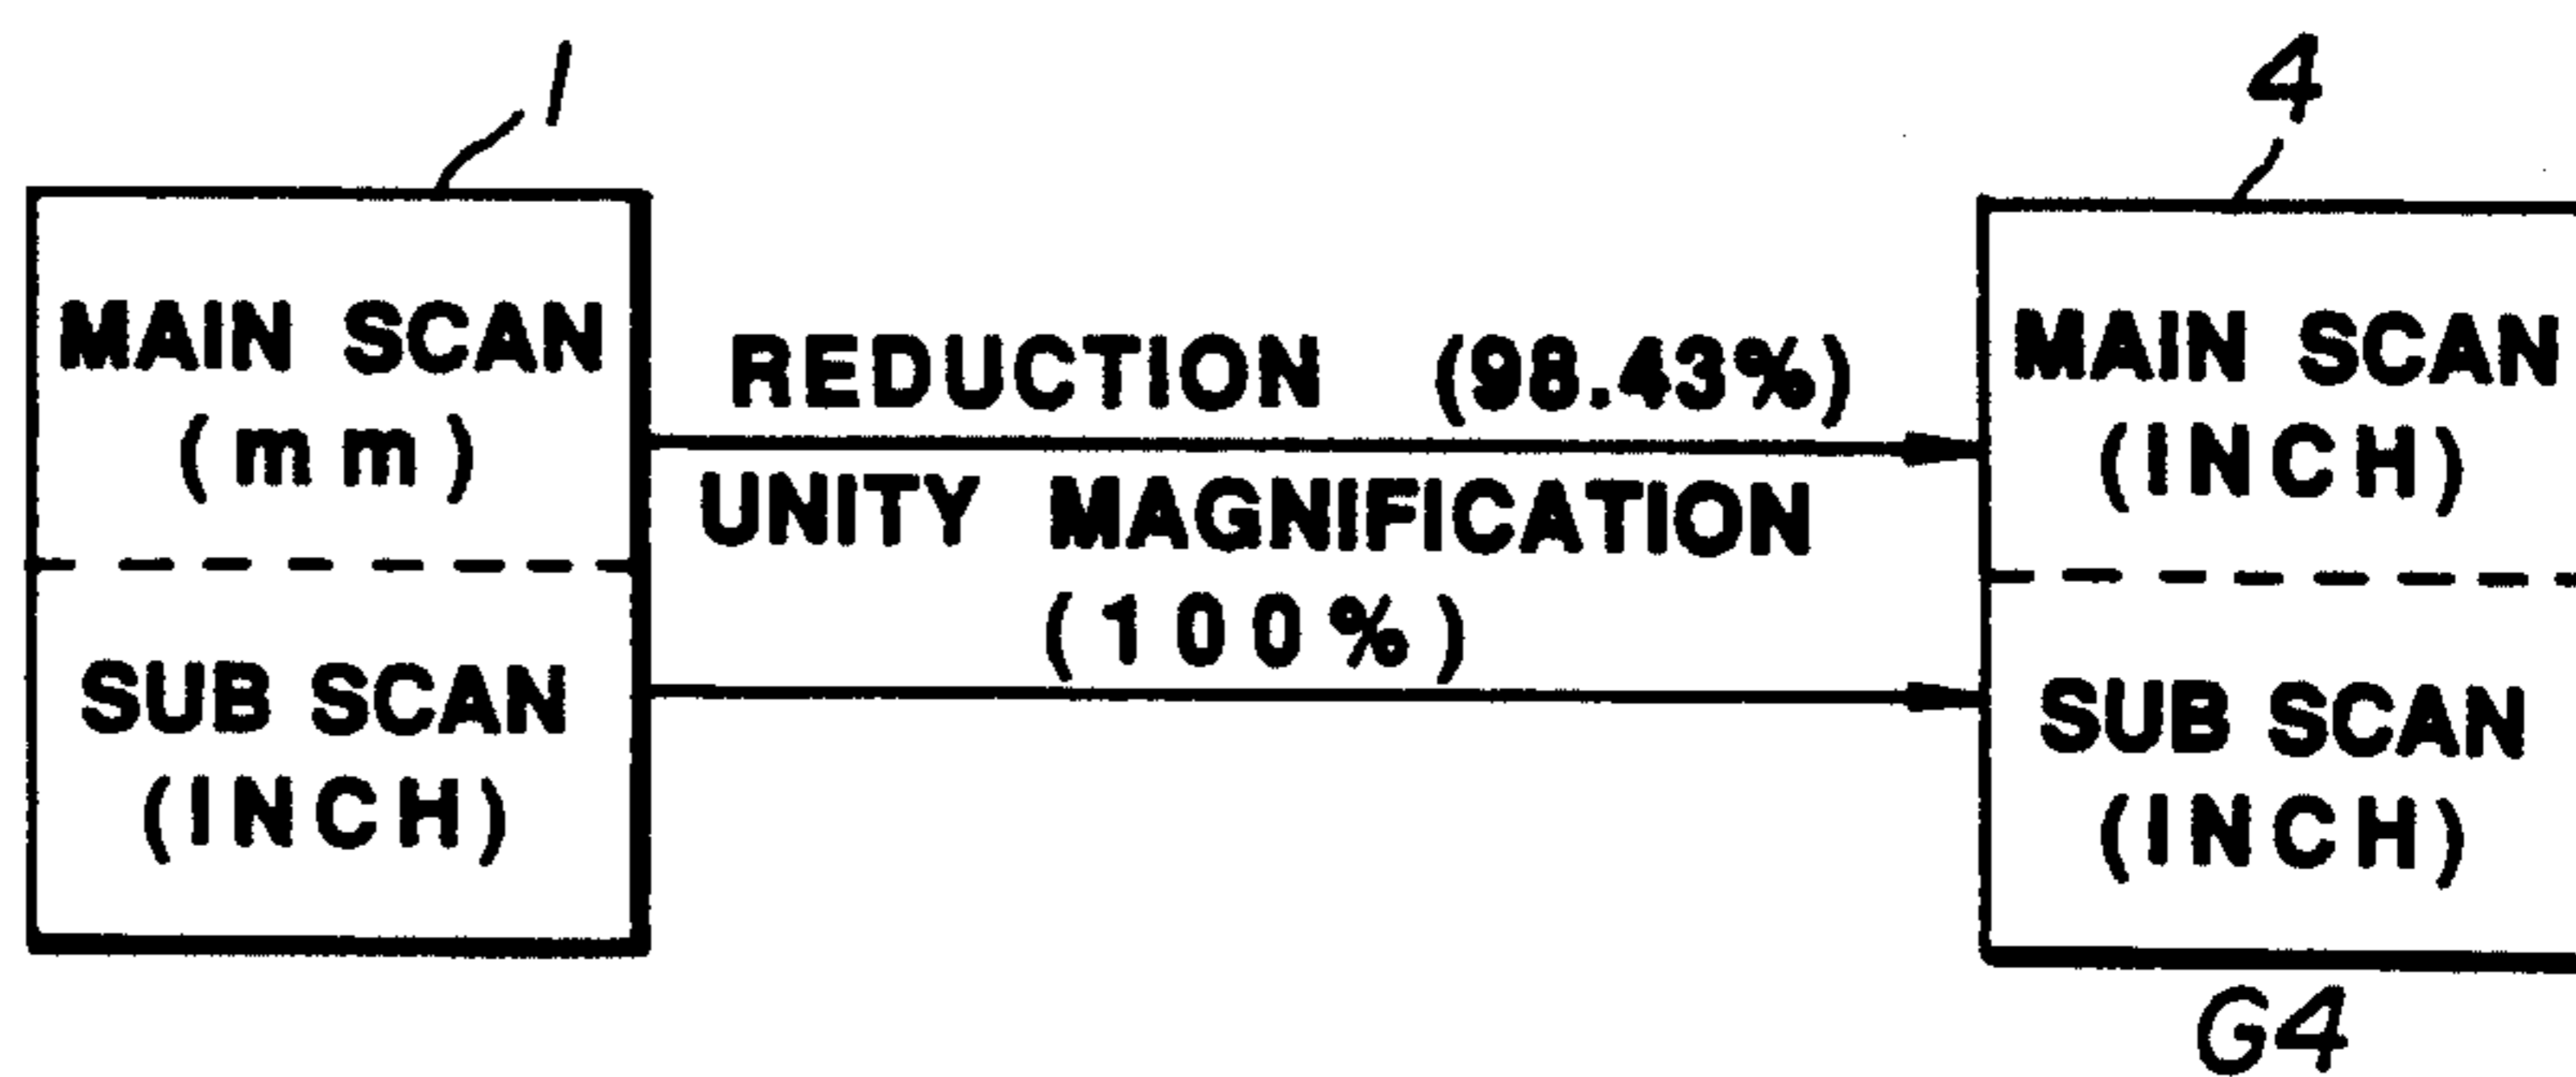 1
4
MAIN SCAN
(mm)
SUB SCAN
(INCH)
REDUCTION (98.43%)
UNITY MAGNIFICATION
(100%)
MAIN SCAN
(INCH)
SUB SCAN
(INCH)
G4